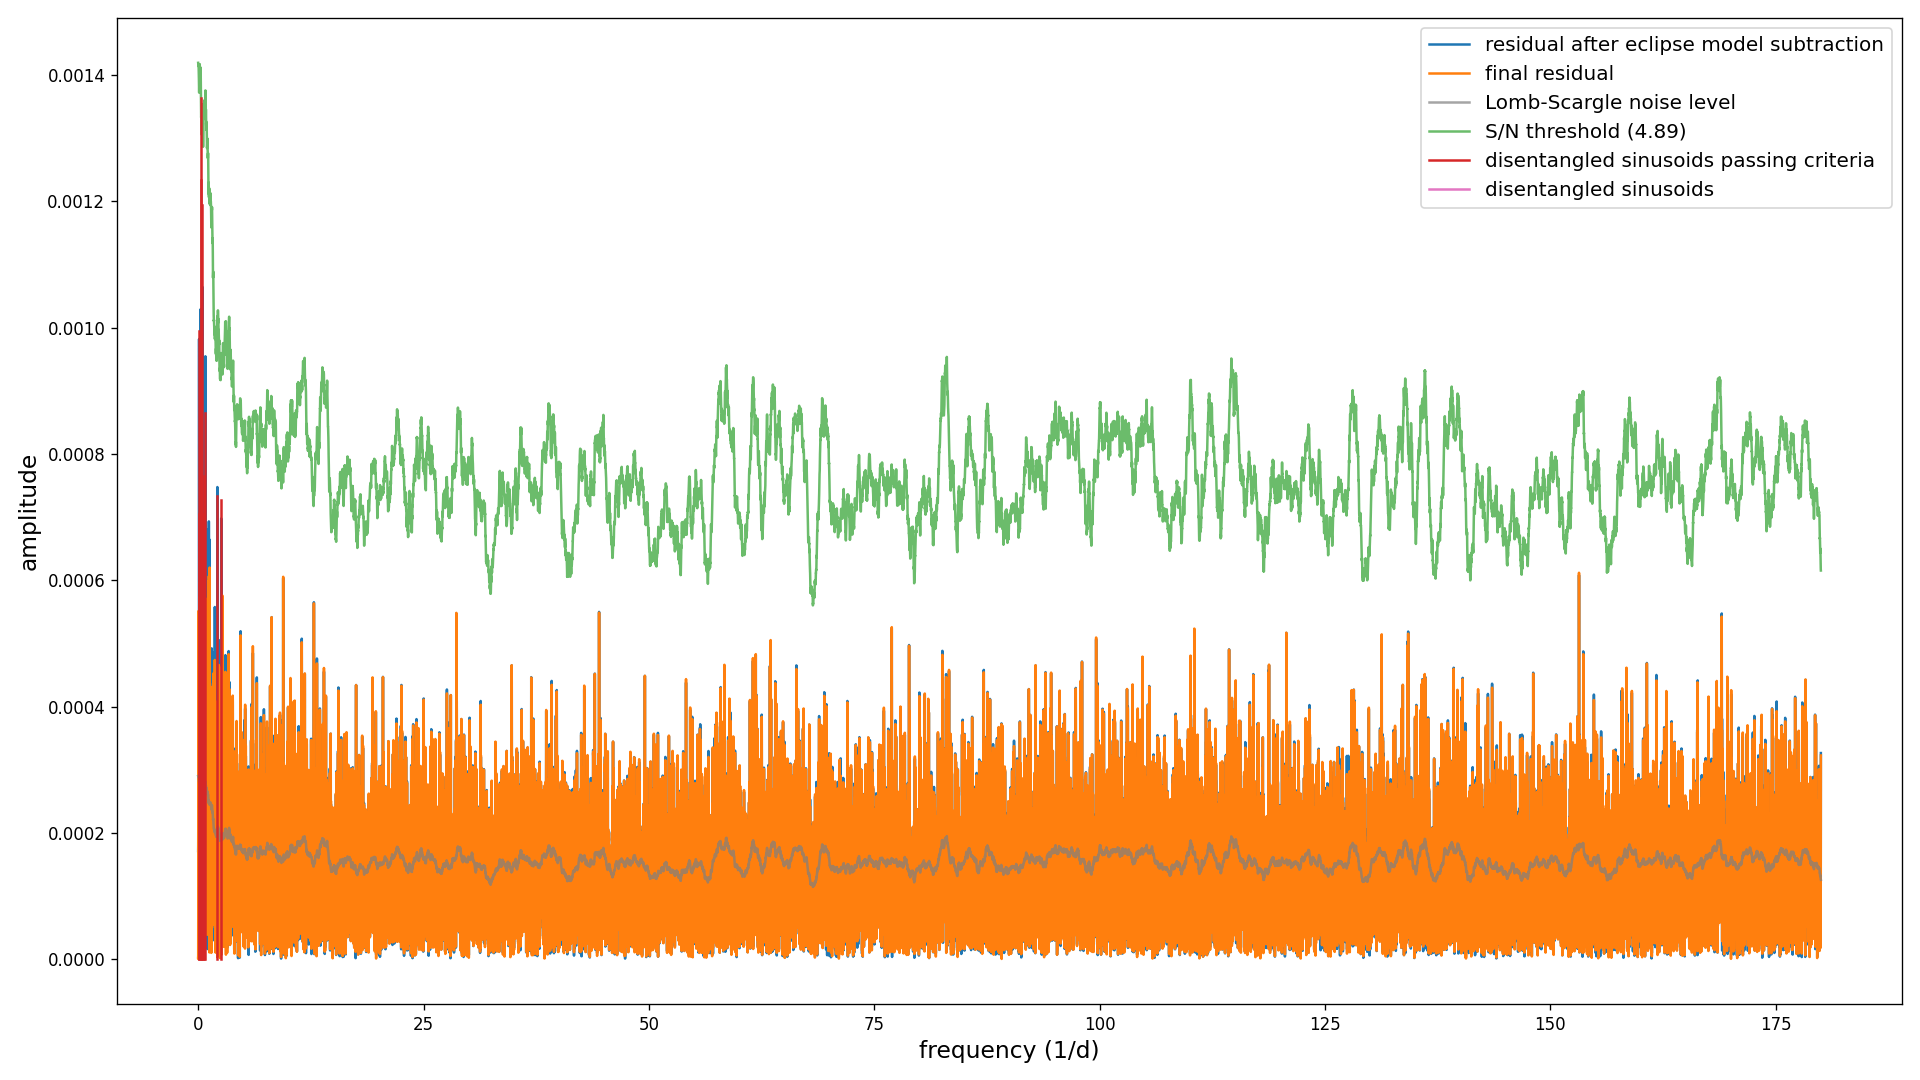 residual after eclipse model subtraction
final residual
Lomb-Scargle noise level
S/N threshold (4.89)
disentangled sinusoids passing criteria
disentangled sinusoids
0.0014
0.0012
0.0010
0.0008
0.0006
0.0004
0.0002
0.0000
amplitude
0 25 50 75 100 125 150 175
frequency (1/d)